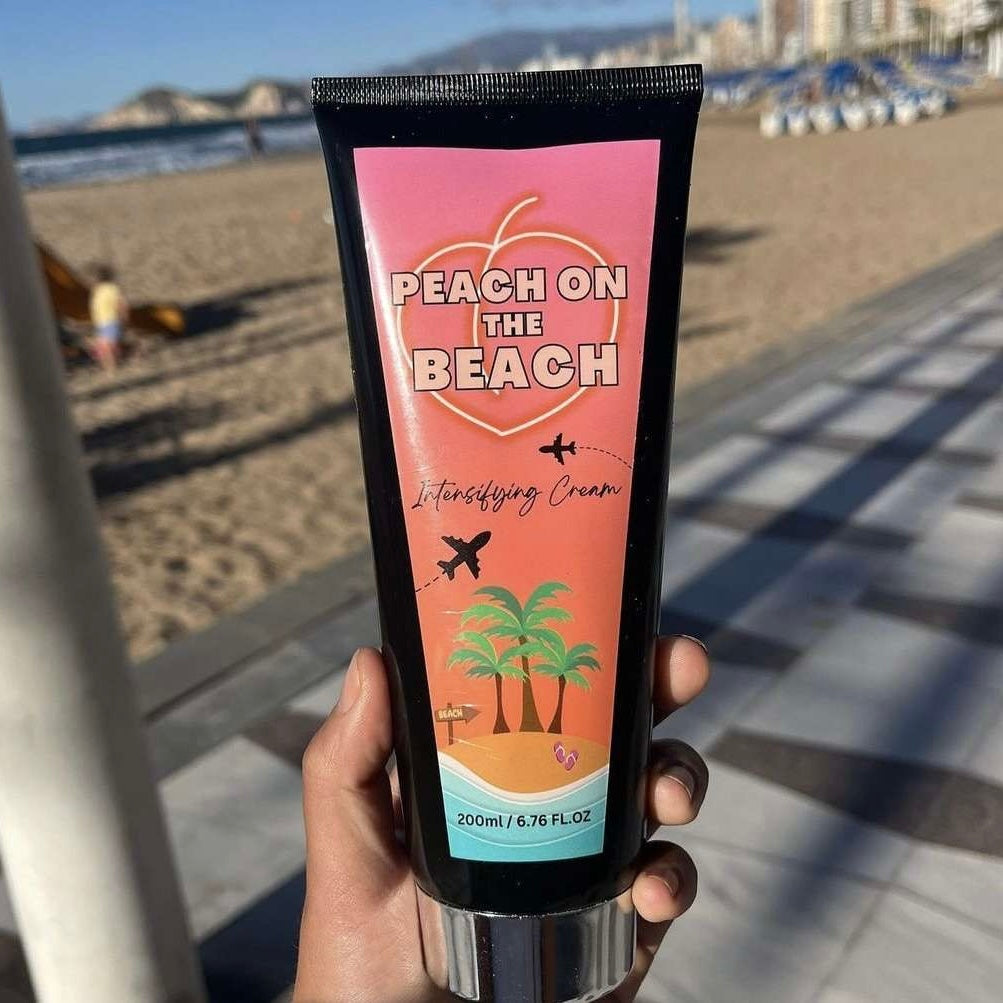 PEACH ON
THE
BEACH
Intensifying Cream
BEACH
200ml / 6.76 FL.OZ